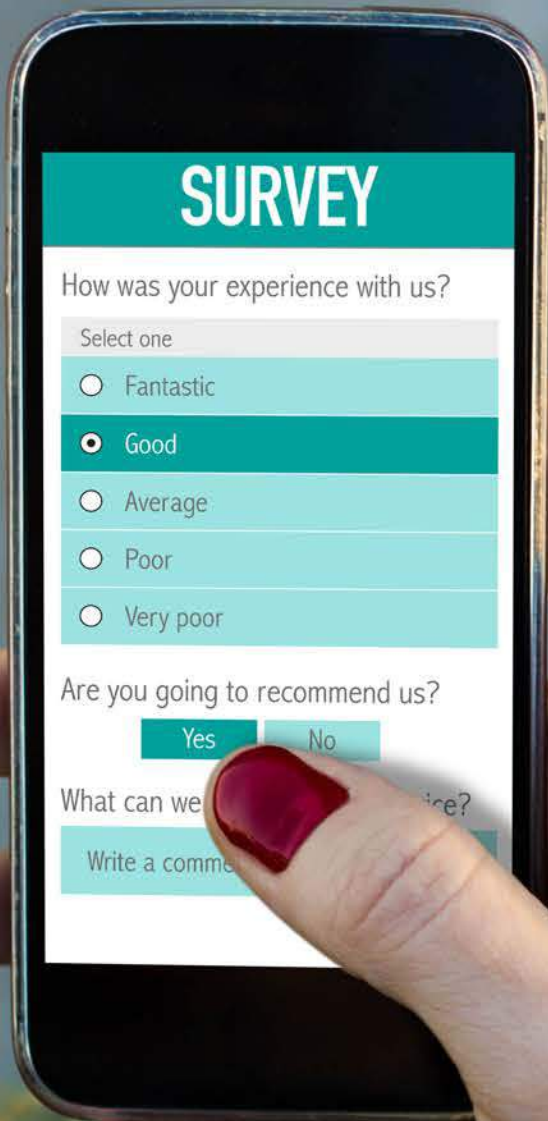 SURVEY
How was your experience with us?
Select one
Fantastic
Good
Average
Poor
Very poor
Are you going to recommend us?
Yes No
What can we
Write a